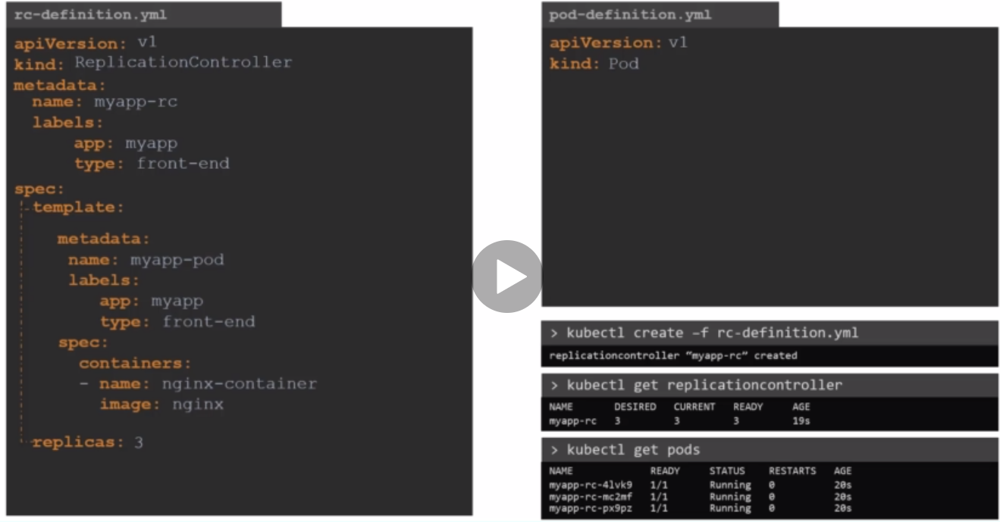 rc-definition.yml
apiVersion: v1
kind: ReplicationController
metadata:
name: myapp-rc
labels:
app: myapp
type: front-end
spec:
template:
metadata:
name: myapp-pod
labels:
app: myapp
type: front-end
spec:
containers:
- name: nginx-container
image: nginx
replicas: 3
pod-definition.yml
apiVersion: v1
kind: Pod
> kubectl create –f rc-definition.yml
replicationcontroller “myapp-rc” created
> kubectl get replicationcontroller
NAME DESIRED CURRENT READY AGE
myapp-rc 3 3 3 19s
> kubectl get pods
NAME READY STATUS RESTARTS AGE
myapp-rc-4lvk9 1/1 Running 0 20s
myapp-rc-mc2mf 1/1 Running 0 20s
myapp-rc-px9pz 1/1 Running 0 20s